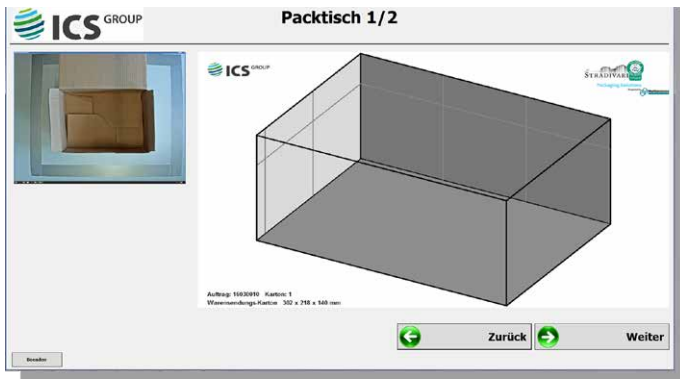 ICS GROUP
Packtisch 1/2
ICS GROUP
STRADIVARI
Packaging Solutions
Auftrag: 16030010 Karton: 1
Warensendungs-Karton: 302 x 218 x 140 mm
Zurück
Weiter
Beenden